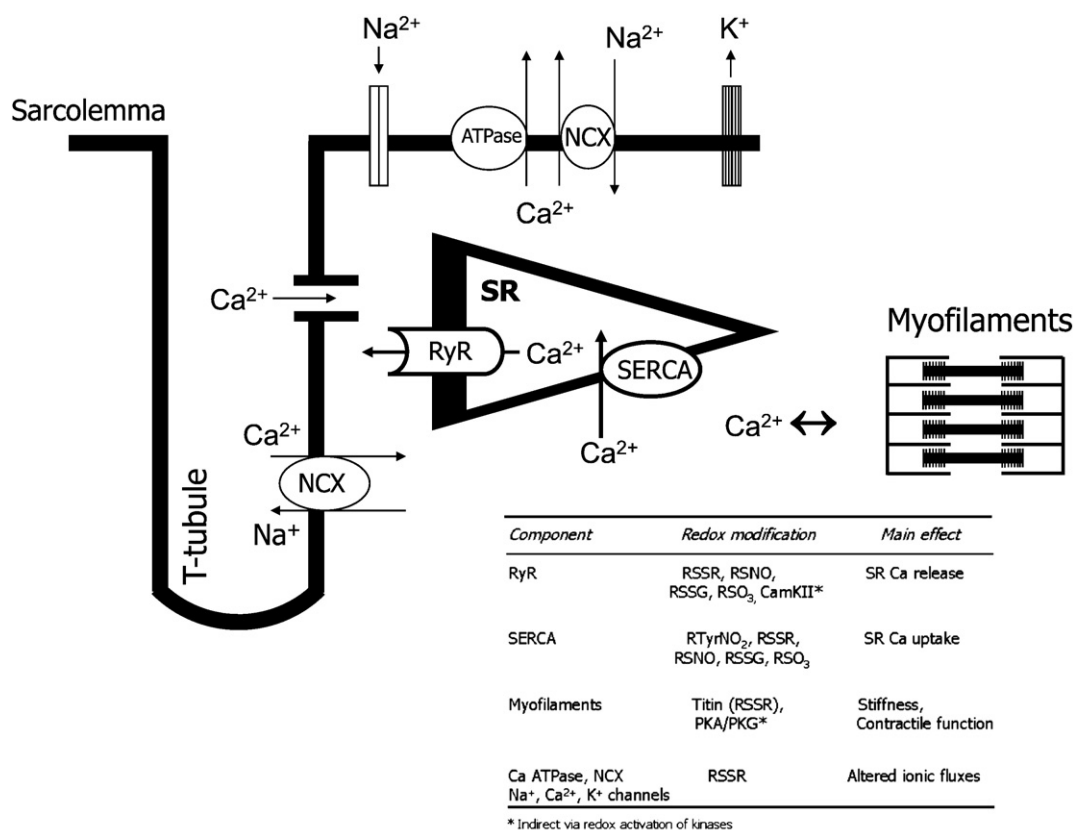 Na²⁺
Na²⁺
K⁺
Sarcolemma
ATPase
NCX
Ca²⁺
Ca²⁺
SR
RyR
Ca²⁺
SERCA
Ca²⁺
Myofilaments
Ca²⁺
Ca²⁺
NCX
Na⁺
T-tubule
Component Redox modification Main effect
RyR RSSR, RSNO, SR Ca release
RSSG, RSO₃, CamKII*
SERCA RTyrNO₂, RSSR, SR Ca uptake
RSNO, RSSG, RSO₃
Myofilaments Titin (RSSR), Stiffness,
PKA/PKG* Contractile function
Ca ATPase, NCX RSSR Altered ionic fluxes
Na⁺, Ca²⁺, K⁺ channels
* Indirect via redox activation of kinases